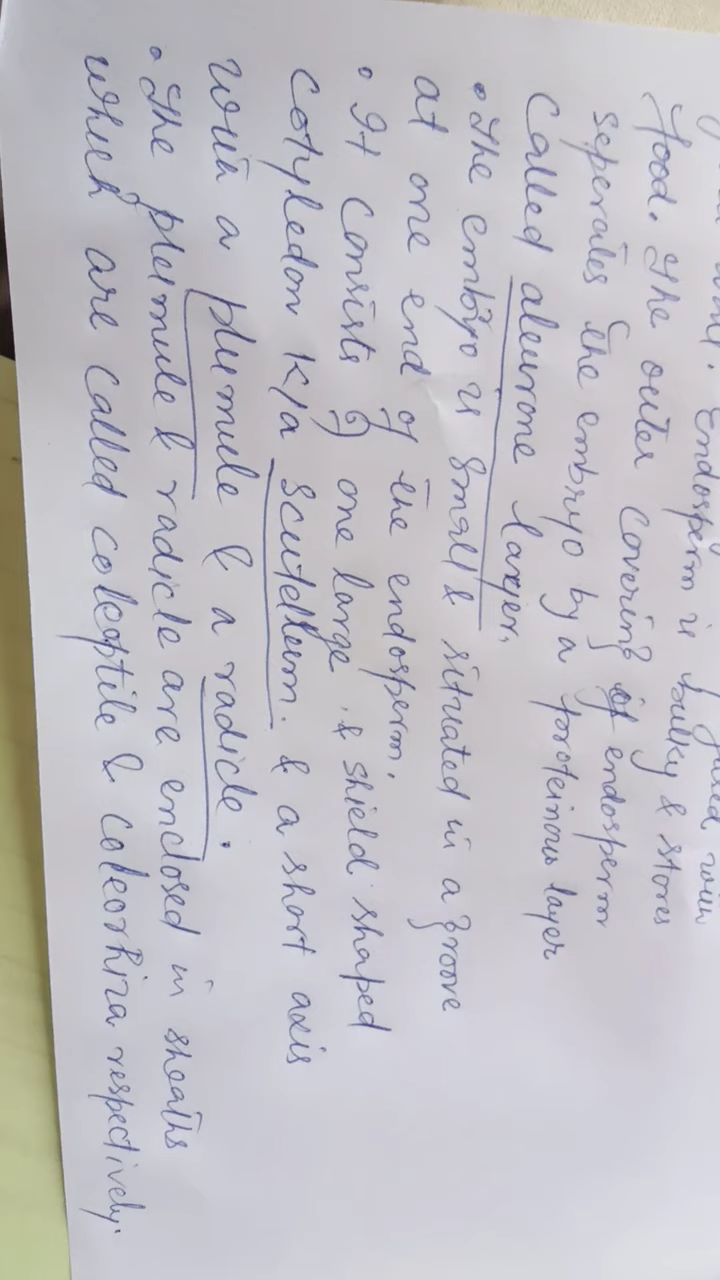 Endosperm is bulky & stores
food. The outer covering of endosperm
seperates the embryo by a proteinous layer
called aleurone layer.
• The embryo is small & situated in a groove
at one end of the endosperm.
• It consists of one large & shield shaped
cotyledon k/a scutellum. & a short axis
with a plumule & a radicle.
• The plumule & radicle are enclosed in sheaths
which are called coleoptile & coleorhiza respectively.